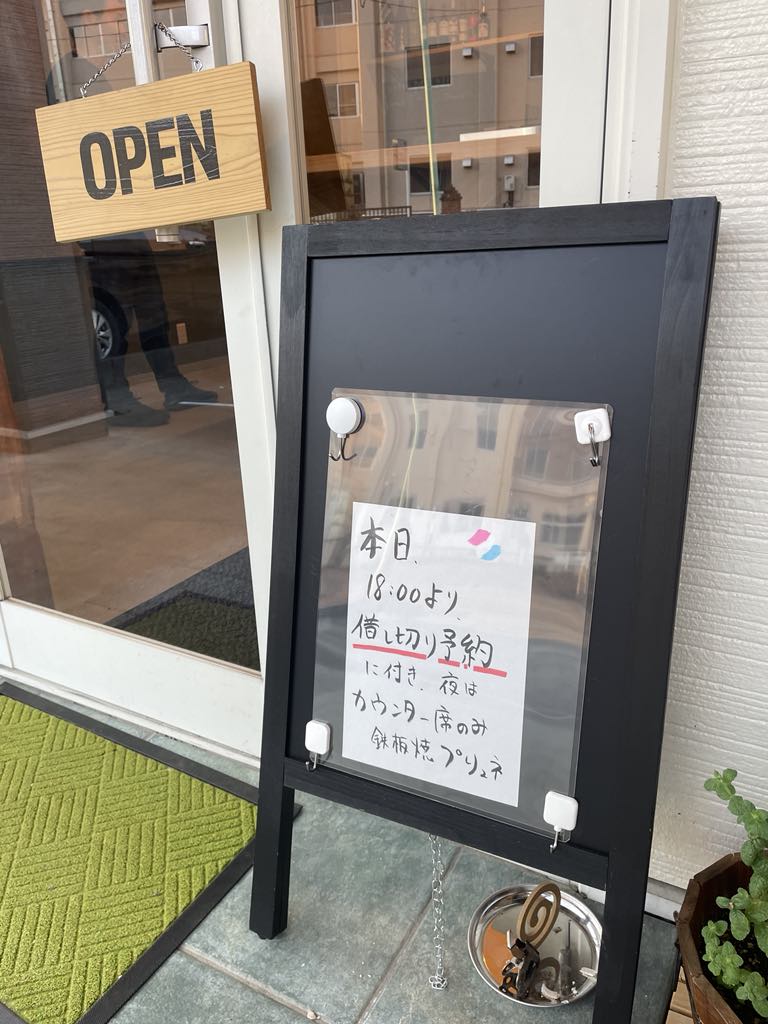 OPEN
本日、
18:00より、
借し切り予約
に付き、夜は
カウンター席のみ
鉄板焼プリュネ